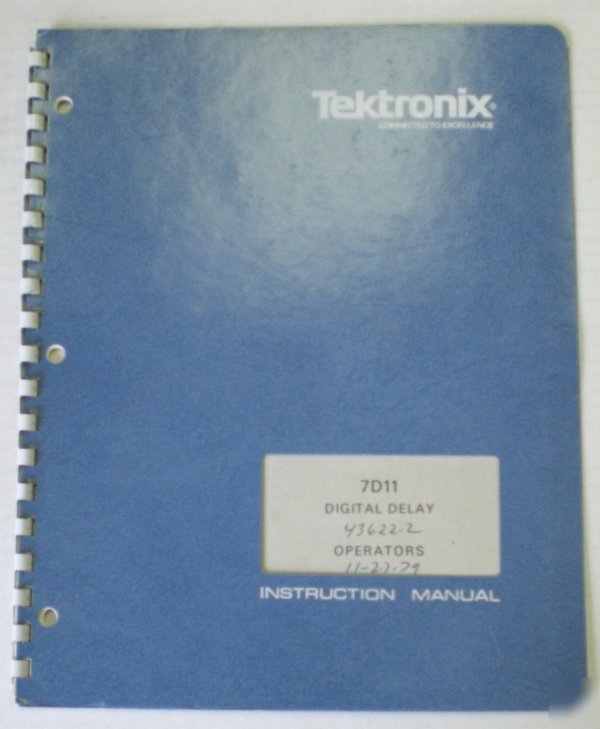 Tektronix®
COMMITTED TO EXCELLENCE
7D11
DIGITAL DELAY
43622-2
OPERATORS
11-27-79
INSTRUCTION MANUAL